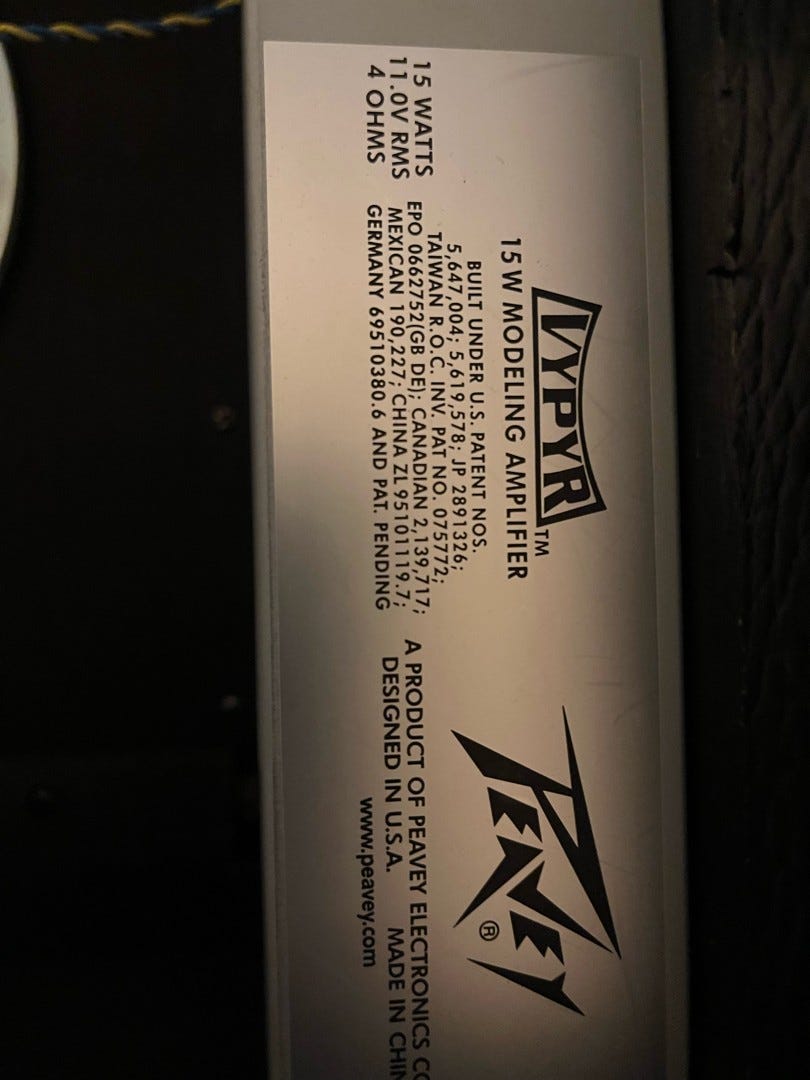 15 WATTS
11.0V RMS
4 OHMS
VYPYR™
15W MODELING AMPLIFIER
BUILT UNDER U.S. PATENT NOS.
5,647,004; 5,619,578; JP 2891326;
TAIWAN R.O.C. INV. PAT NO. 075772;
EPO 0662752(GB DE); CANADIAN 2,139,717;
MEXICAN 190,227; CHINA ZL 95101119.7;
GERMANY 69510380.6 AND PAT. PENDING
PEAVEY®
A PRODUCT OF PEAVEY ELECTRONICS
DESIGNED IN U.S.A. MADE IN
www.peavey.com